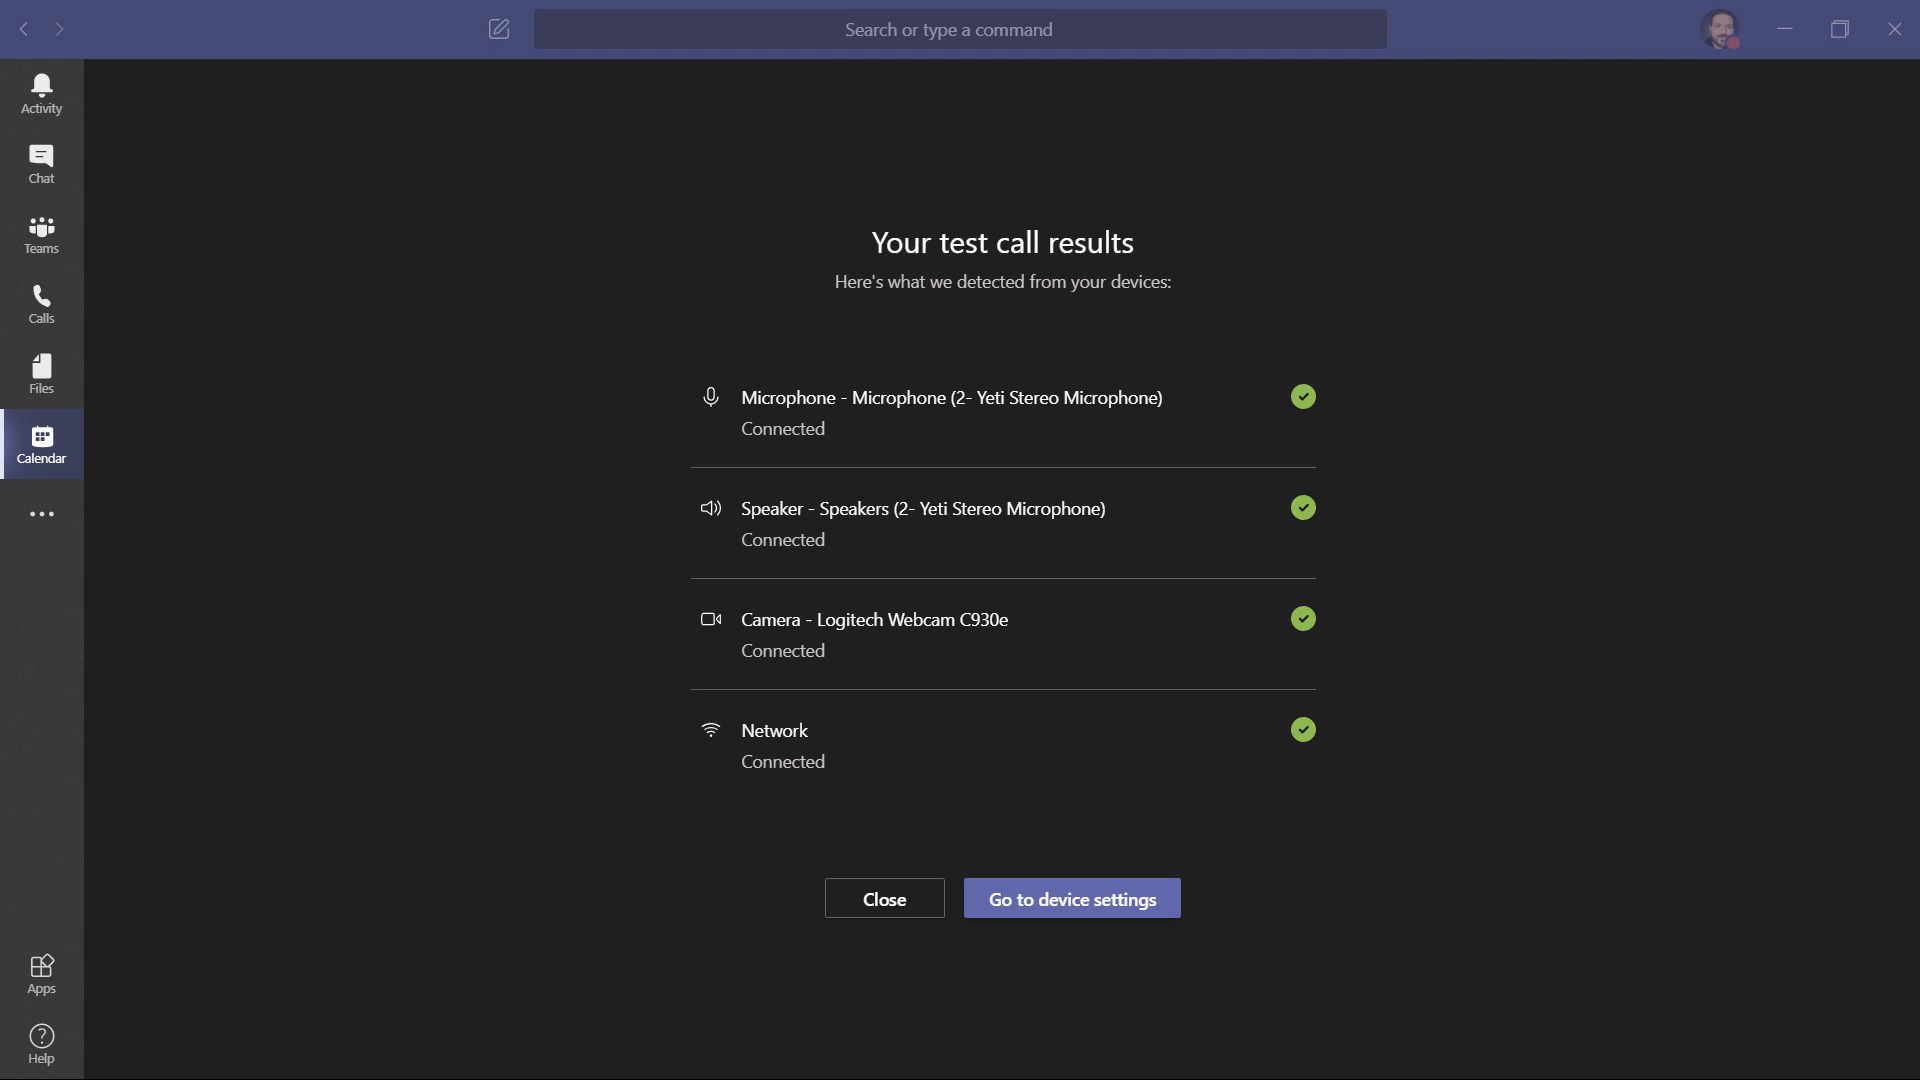 Search or type a command
Activity
Chat
Teams
Calls
Files
Calendar
Apps
Help
Your test call results
Here's what we detected from your devices:
Microphone - Microphone (2- Yeti Stereo Microphone)
Connected
Speaker - Speakers (2- Yeti Stereo Microphone)
Connected
Camera - Logitech Webcam C930e
Connected
Network
Connected
Close
Go to device settings